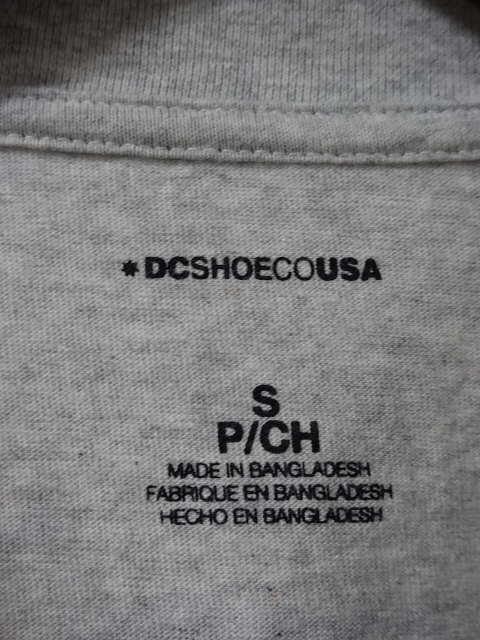 *DCSHOECOUSA
S
P/CH
MADE IN BANGLADESH
FABRIQUE EN BANGLADESH
HECHO EN BANGLADESH